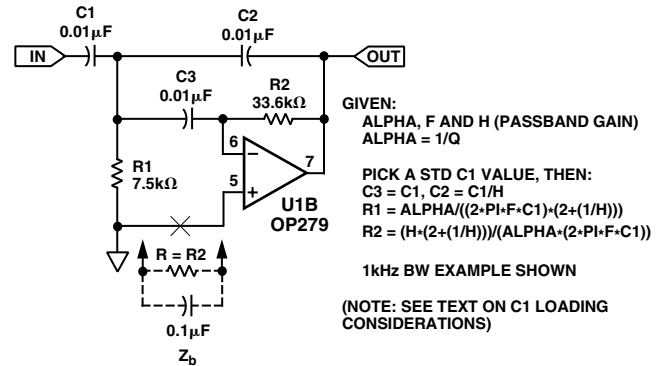 C1
0.01μF
C2
0.01μF
IN
OUT
C3
0.01μF
R2
33.6kΩ
R1
7.5kΩ
6
7
5
U1B
OP279
R = R2
0.1μF
Zb
GIVEN:
ALPHA, F AND H (PASSBAND GAIN)
ALPHA = 1/Q
PICK A STD C1 VALUE, THEN:
C3 = C1, C2 = C1/H
R1 = ALPHA/((2*PI*F*C1)*(2+(1/H)))
R2 = (H*(2+(1/H)))/(ALPHA*(2*PI*F*C1))
1kHz BW EXAMPLE SHOWN
(NOTE: SEE TEXT ON C1 LOADING
CONSIDERATIONS)